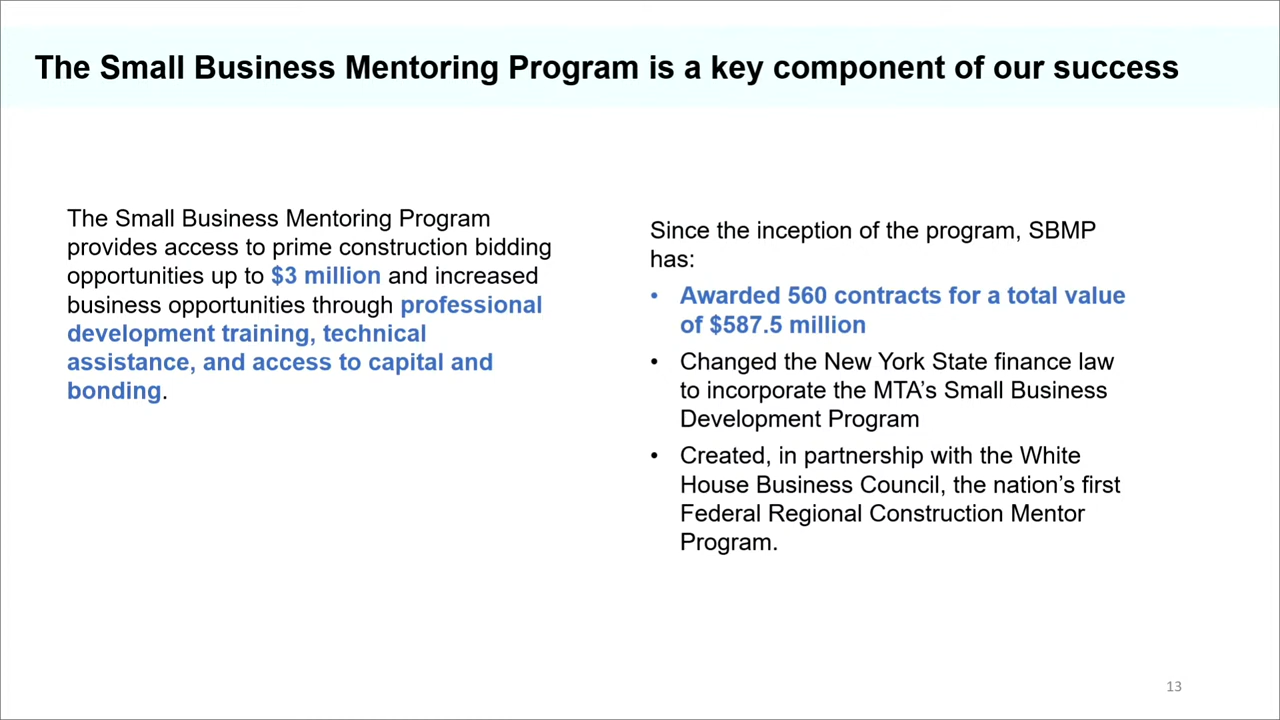 The Small Business Mentoring Program is a key component of our success
The Small Business Mentoring Program
provides access to prime construction bidding
opportunities up to $3 million and increased
business opportunities through professional
development training, technical
assistance, and access to capital and
bonding.
Since the inception of the program, SBMP
has:
• Awarded 560 contracts for a total value
of $587.5 million
• Changed the New York State finance law
to incorporate the MTA’s Small Business
Development Program
• Created, in partnership with the White
House Business Council, the nation’s first
Federal Regional Construction Mentor
Program.
13